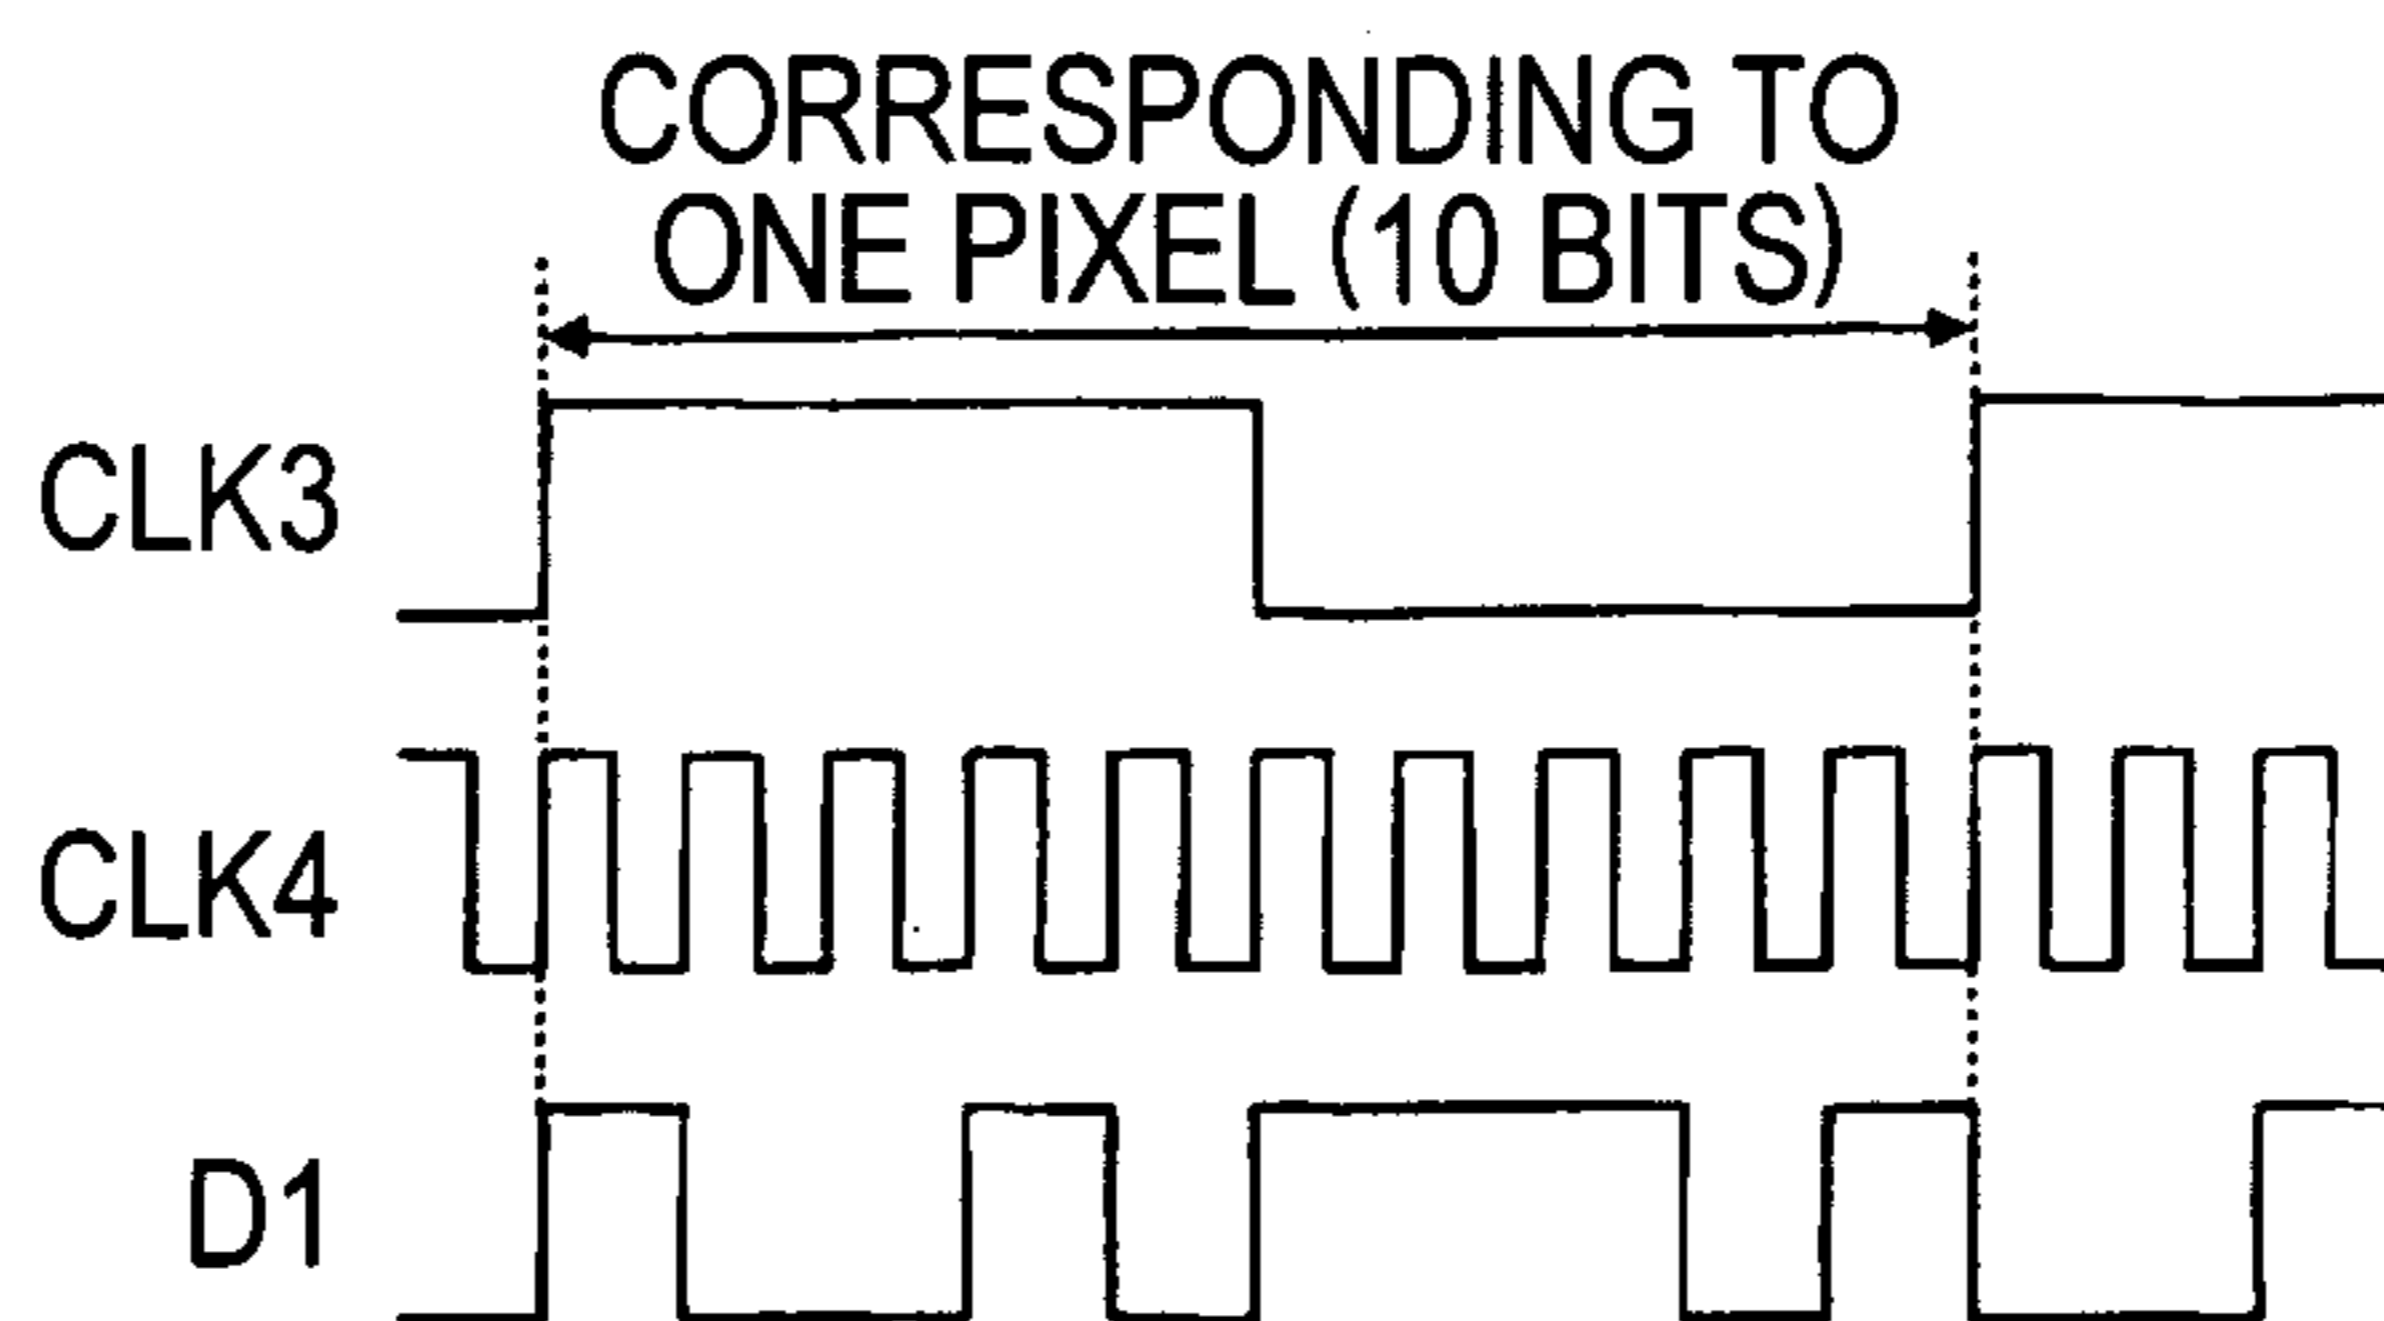 CORRESPONDING TO
ONE PIXEL (10 BITS)
CLK3
CLK4
D1